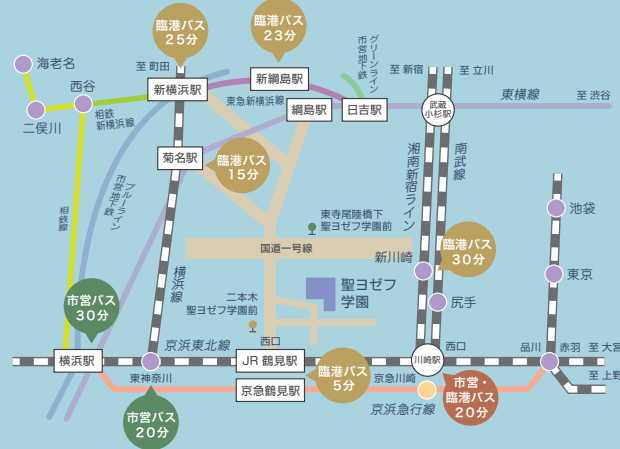 臨港バス
25分
臨港バス
23分
グリーンライン
市営地下鉄
海老名
至 町田
至 新宿
至 立川
西谷
新横浜駅
新綱島駅
東横線
至 渋谷
東急新横浜線
綱島駅
日吉駅
武蔵
小杉駅
二俣川
相鉄
新横浜線
菊名駅
臨港バス
15分
湘南新宿ライン
南武線
ブルーライン
市営地下鉄
相鉄線
池袋
東寺尾陸橋下
聖ヨゼフ学園前
国道一号線
新川崎
臨港バス
30分
横浜線
東京
聖ヨゼフ
学園
二本木
聖ヨゼフ学園前
尻手
市営バス
30分
京浜東北線
西口
西口
横浜駅
JR 鶴見駅
川崎駅
品川
赤羽
至 大宮
東神奈川
臨港バス
5分
京急川崎
至 上野
京急鶴見駅
市営・
臨港バス
20分
京浜急行線
市営バス
20分